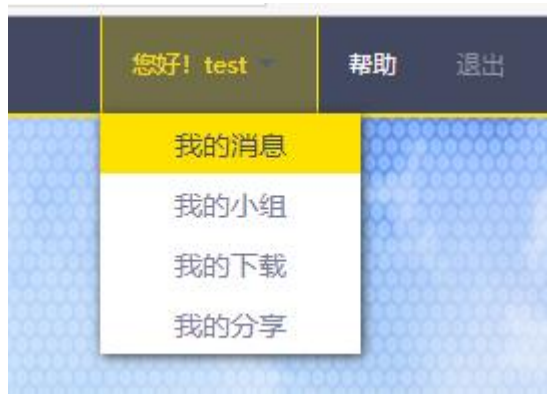 您好！test 帮助 退出
我的消息
我的小组
我的下载
我的分享